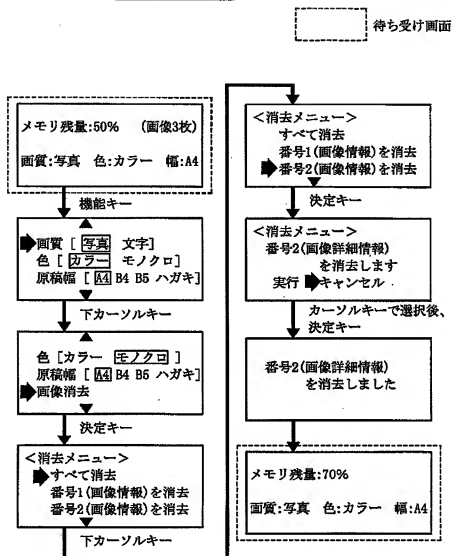 待ち受け画面
メモリ残量:50% (画像3枚)
画質:写真 色:カラー 幅:A4
機能キー
画質 [ 写真 文字]
色 [ カラー モノクロ ]
原稿幅 [ A4 B4 B5 ハガキ]
下カーソルキー
色 [カラー モノクロ ]
原稿幅 [ A4 B4 B5 ハガキ]
画像消去
決定キー
<消去メニュー>
すべて消去
番号1(画像情報)を消去
番号2(画像情報)を消去
下カーソルキー
<消去メニュー>
すべて消去
番号1(画像情報)を消去
番号2(画像情報)を消去
決定キー
<消去メニュー>
番号2(画像詳細情報)
を消去します
実行 キャンセル
カーソルキーで選択後、
決定キー
番号2(画像詳細情報)
を消去しました
メモリ残量:70%
画質:写真 色:カラー 幅:A4